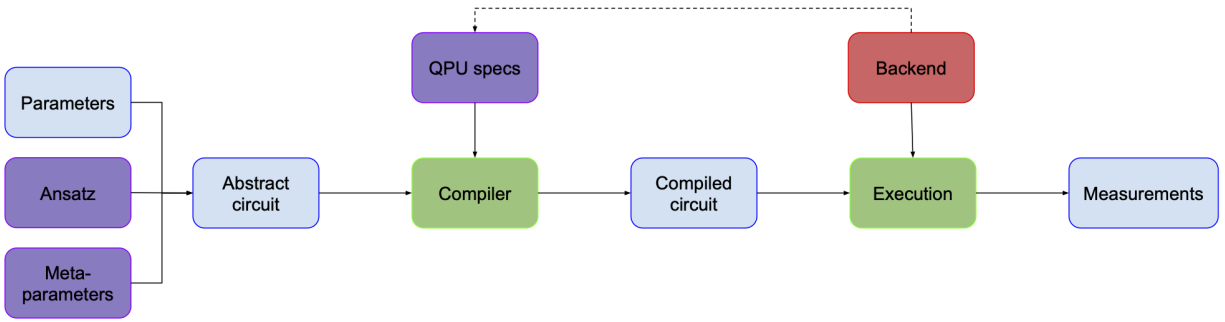 QPU specs
Backend
Parameters
Ansatz
Meta-
parameters
Abstract
circuit
Compiler
Compiled
circuit
Execution
Measurements